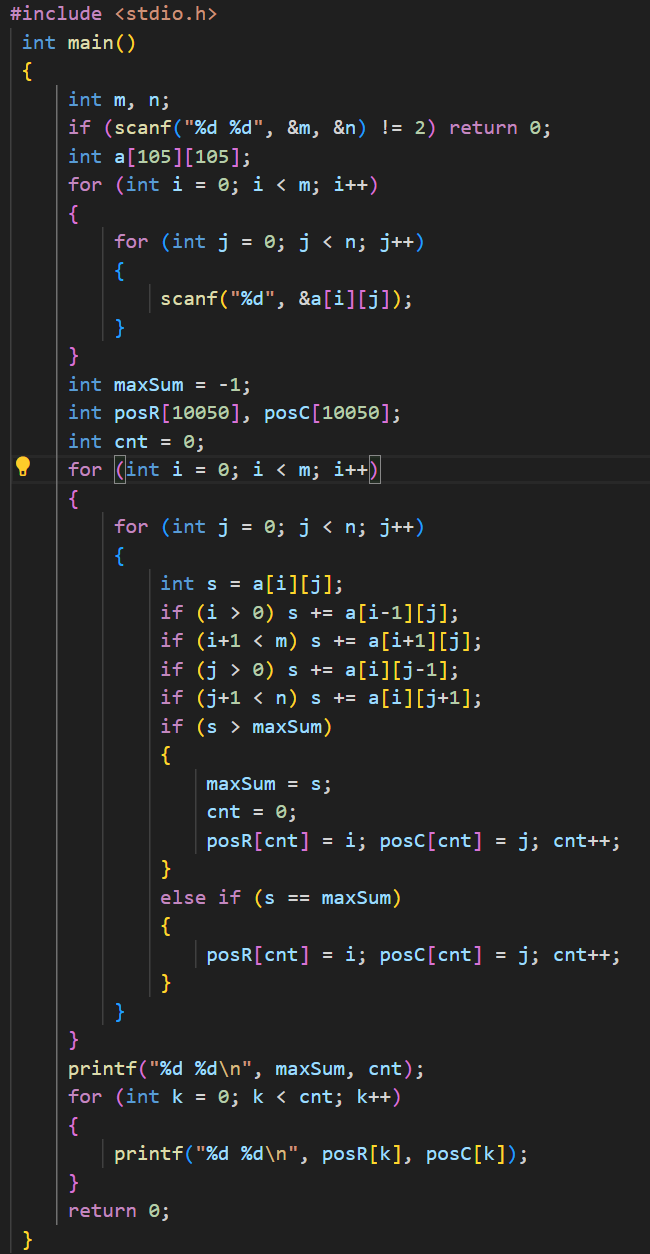 #include <stdio.h>
int main()
{
    int m, n;
    if (scanf("%d %d", &m, &n) != 2) return 0;
    int a[105][105];
    for (int i = 0; i < m; i++)
    {
        for (int j = 0; j < n; j++)
        {
            scanf("%d", &a[i][j]);
        }
    }
    int maxSum = -1;
    int posR[10050], posC[10050];
    int cnt = 0;
    for (int i = 0; i < m; i++)
    {
        for (int j = 0; j < n; j++)
        {
            int s = a[i][j];
            if (i > 0) s += a[i-1][j];
            if (i+1 < m) s += a[i+1][j];
            if (j > 0) s += a[i][j-1];
            if (j+1 < n) s += a[i][j+1];
            if (s > maxSum)
            {
                maxSum = s;
                cnt = 0;
                posR[cnt] = i; posC[cnt] = j; cnt++;
            }
            else if (s == maxSum)
            {
                posR[cnt] = i; posC[cnt] = j; cnt++;
            }
        }
    }
    printf("%d %d\n", maxSum, cnt);
    for (int k = 0; k < cnt; k++)
    {
        printf("%d %d\n", posR[k], posC[k]);
    }
    return 0;
}